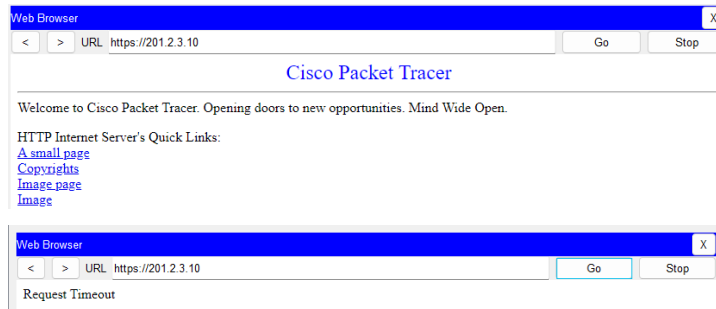 Web Browser X
< > URL https://201.2.3.10 Go Stop
Cisco Packet Tracer
Welcome to Cisco Packet Tracer. Opening doors to new opportunities. Mind Wide Open.
HTTP Internet Server's Quick Links:
A small page
Copyrights
Image page
Image
Web Browser X
< > URL https://201.2.3.10 Go Stop
Request Timeout